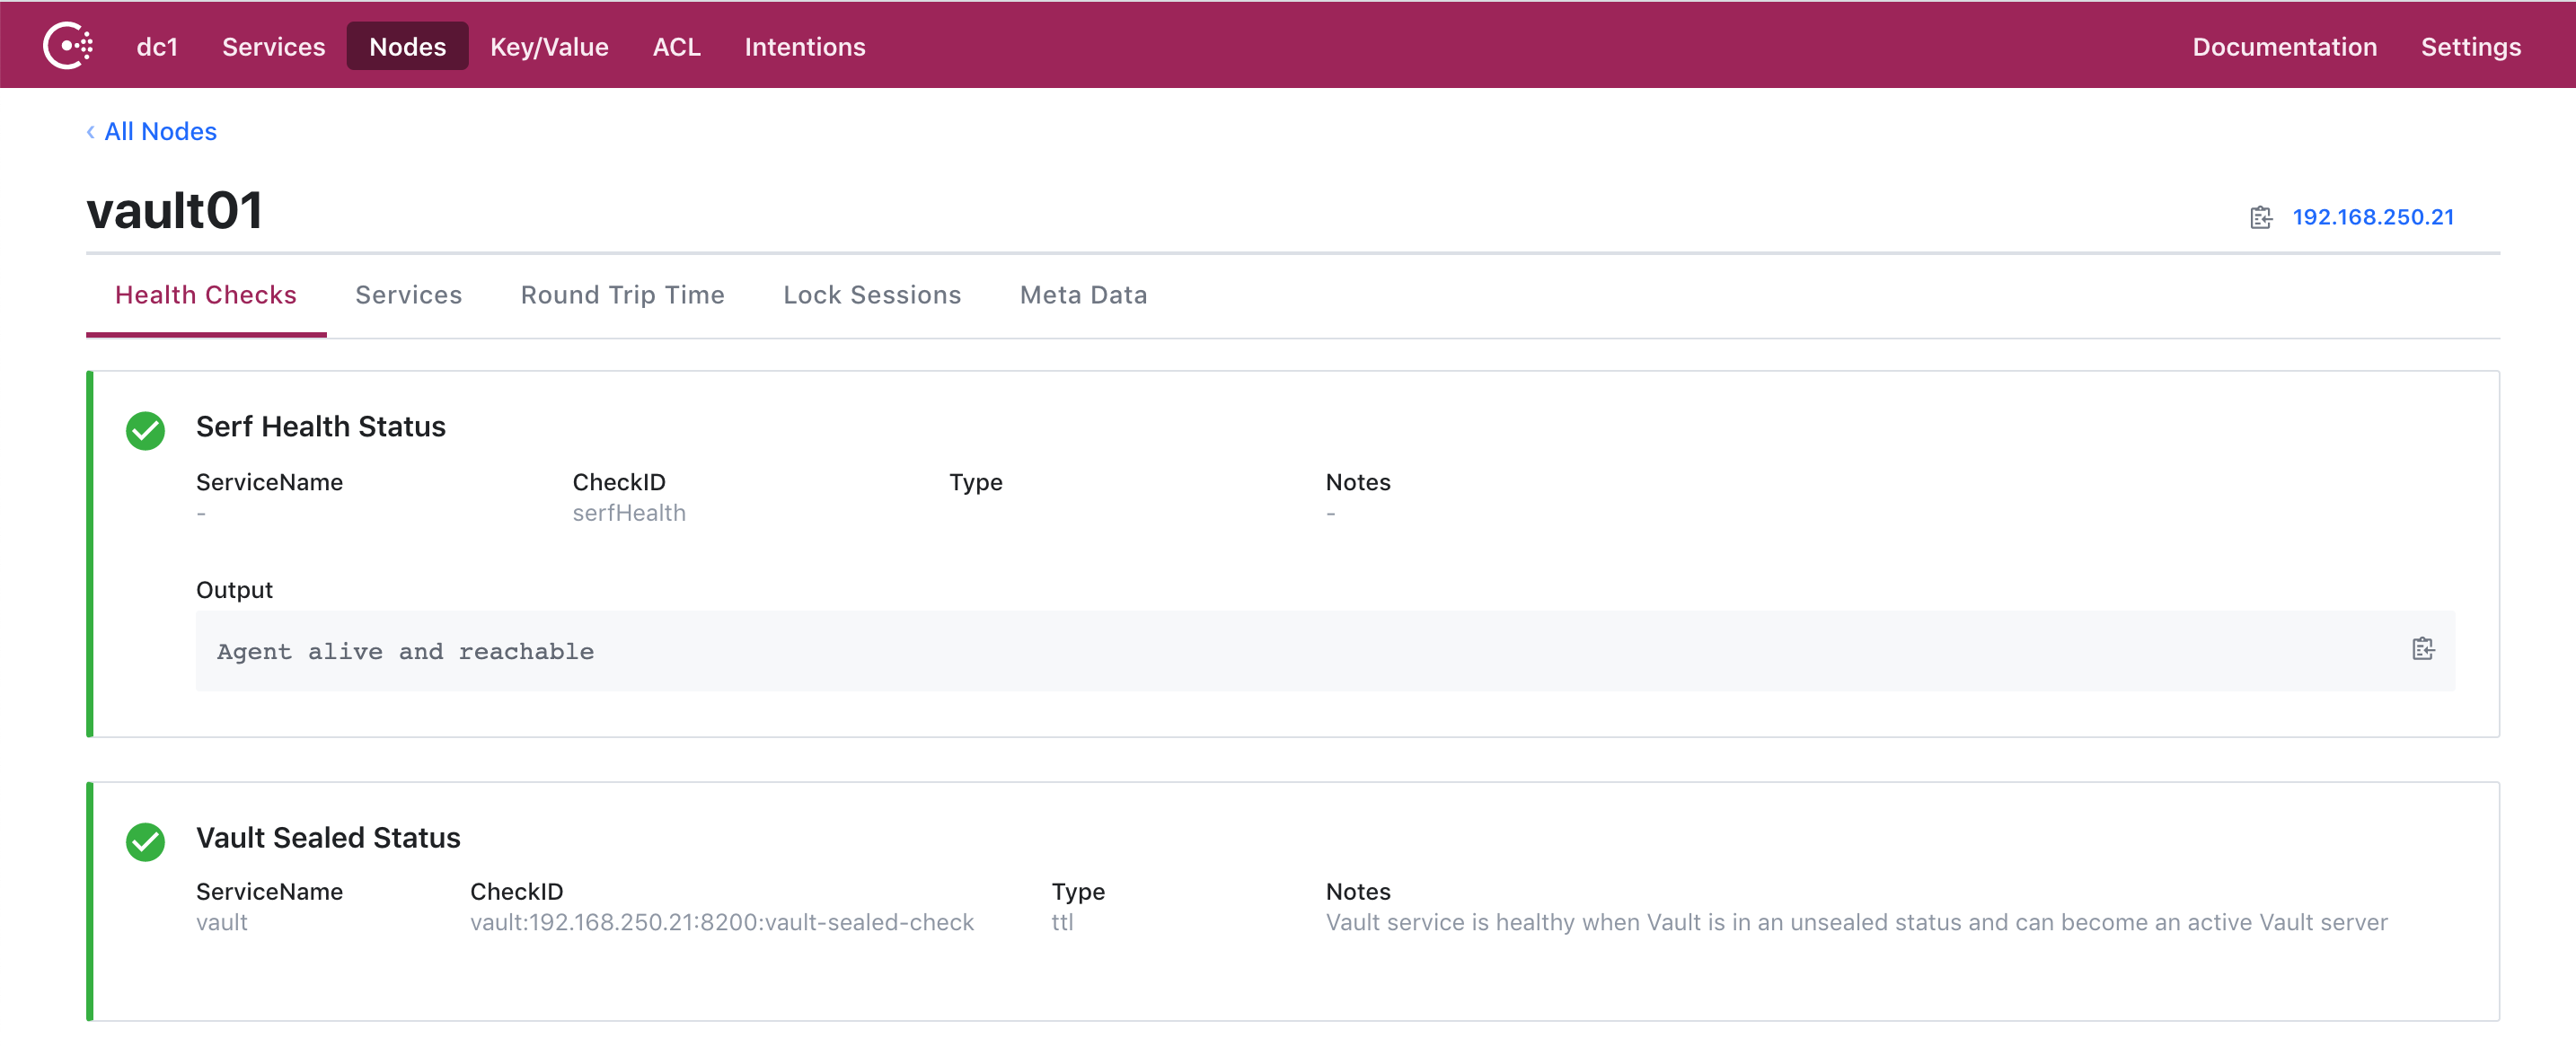 dc1 Services Nodes Key/Value ACL Intentions Documentation Settings
‹ All Nodes
vault01
192.168.250.21
Health Checks Services Round Trip Time Lock Sessions Meta Data
Serf Health Status
ServiceName CheckID Type Notes
- serfHealth -
Output
Agent alive and reachable
Vault Sealed Status
ServiceName CheckID Type Notes
vault vault:192.168.250.21:8200:vault-sealed-check ttl Vault service is healthy when Vault is in an unsealed status and can become an active Vault server